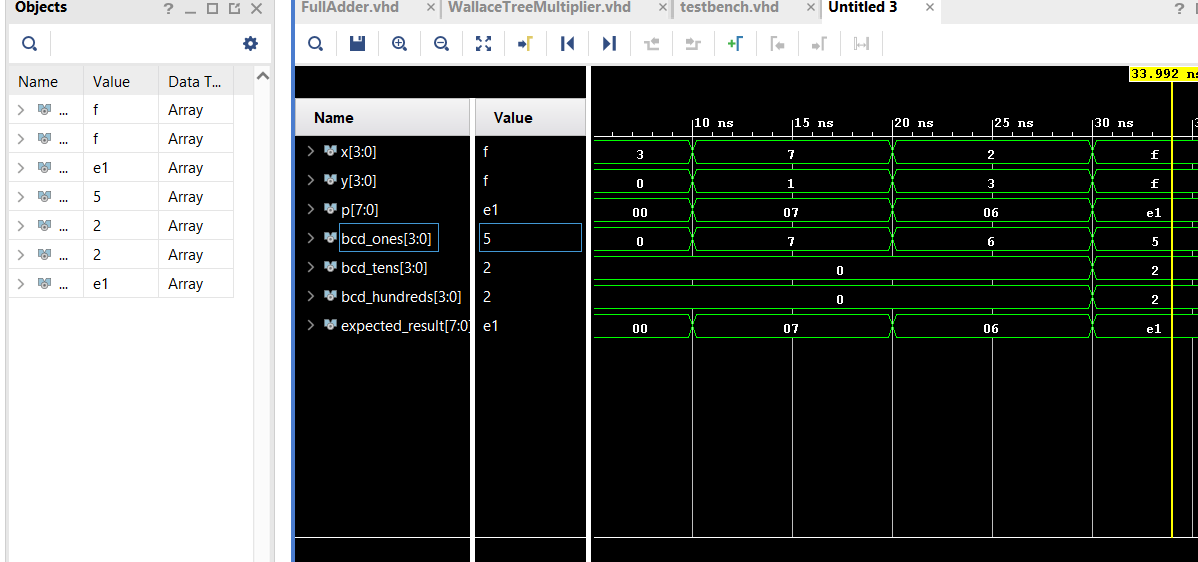 Objects ? _ X
Name Value Data T...
... f Array
... f Array
... e1 Array
... 5 Array
... 2 Array
... 2 Array
... e1 Array
FullAdder.vhd × WallaceTreeMultiplier.vhd × testbench.vhd × Untitled 3 × ?
33.992 ns
Name Value
10 ns 15 ns 20 ns 25 ns 30 ns
x[3:0] f 3 7 2 f
y[3:0] f 0 1 3 f
p[7:0] e1 00 07 06 e1
bcd_ones[3:0] 5 0 7 6 5
bcd_tens[3:0] 2 0 2
bcd_hundreds[3:0] 2 0 2
expected_result[7:0] e1 00 07 06 e1